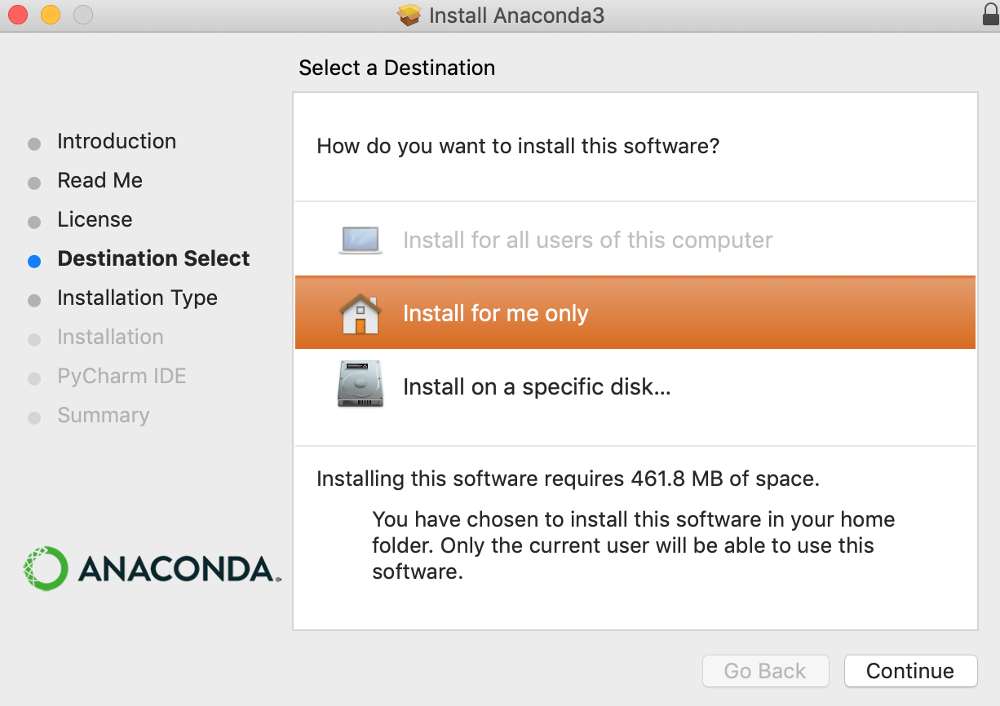 Install Anaconda3
Select a Destination
Introduction
Read Me
License
Destination Select
Installation Type
Installation
PyCharm IDE
Summary
ANANCONDA.
How do you want to install this software?
Install for all users of this computer
Install for me only
Install on a specific disk...
Installing this software requires 461.8 MB of space.
You have chosen to install this software in your home
folder. Only the current user will be able to use this
software.
Go Back
Continue